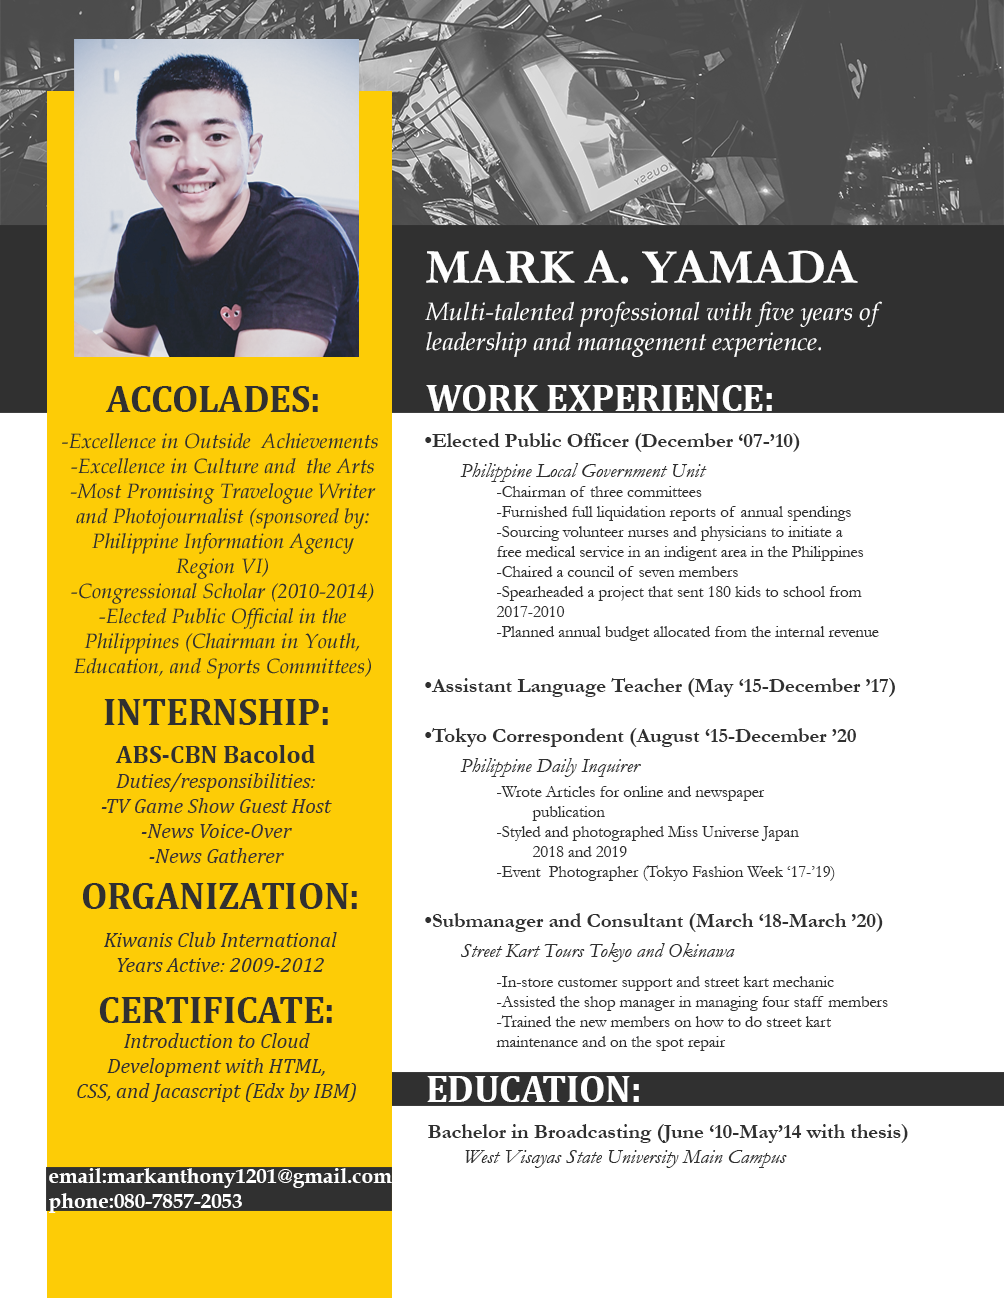 MARK A. YAMADA
Multi-talented professional with five years of
leadership and management experience.
ACCOLADES:
-Excellence in Outside Achievements
-Excellence in Culture and the Arts
-Most Promising Travelogue Writer
and Photojournalist (sponsored by:
Philippine Information Agency
Region VI)
-Congressional Scholar (2010-2014)
-Elected Public Official in the
Philippines (Chairman in Youth,
Education, and Sports Committees)
INTERNSHIP:
ABS-CBN Bacolod
Duties/responsibilities:
-TV Game Show Guest Host
-News Voice-Over
-News Gatherer
ORGANIZATION:
Kiwanis Club International
Years Active: 2009-2012
CERTIFICATE:
Introduction to Cloud
Development with HTML,
CSS, and Jacascript (Edx by IBM)
email:markanthony1201@gmail.com
phone:080-7857-2053
WORK EXPERIENCE:
•Elected Public Officer (December ‘07-’10)
Philippine Local Government Unit
-Chairman of three committees
-Furnished full liquidation reports of annual spendings
-Sourcing volunteer nurses and physicians to initiate a
free medical service in an indigent area in the Philippines
-Chaired a council of seven members
-Spearheaded a project that sent 180 kids to school from
2017-2010
-Planned annual budget allocated from the internal revenue
•Assistant Language Teacher (May ‘15-December ’17)
•Tokyo Correspondent (August ‘15-December ’20
Philippine Daily Inquirer
-Wrote Articles for online and newspaper
publication
-Styled and photographed Miss Universe Japan
2018 and 2019
-Event Photographer (Tokyo Fashion Week ‘17-’19)
•Submanager and Consultant (March ‘18-March ’20)
Street Kart Tours Tokyo and Okinawa
-In-store customer support and street kart mechanic
-Assisted the shop manager in managing four staff members
-Trained the new members on how to do street kart
maintenance and on the spot repair
EDUCATION:
Bachelor in Broadcasting (June ‘10-May’14 with thesis)
West Visayas State University Main Campus